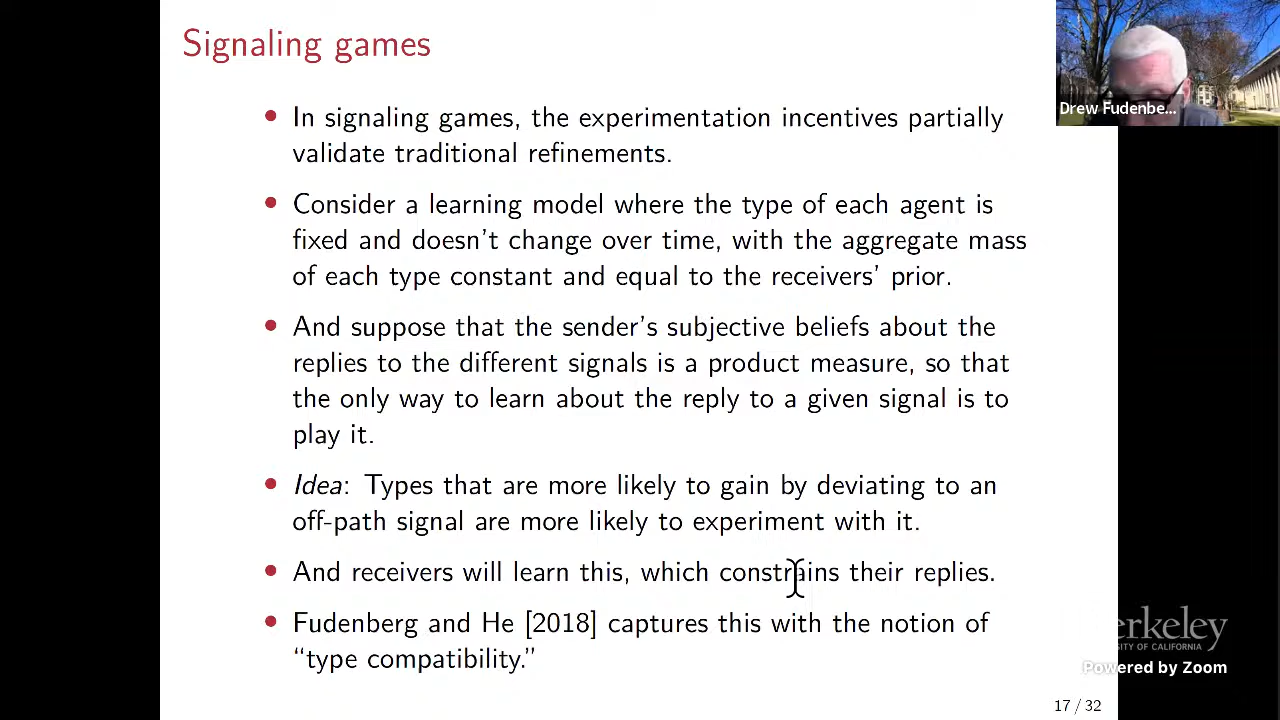 Signaling games
Drew Fudenbe...
• In signaling games, the experimentation incentives partially
validate traditional refinements.
• Consider a learning model where the type of each agent is
fixed and doesn't change over time, with the aggregate mass
of each type constant and equal to the receivers' prior.
• And suppose that the sender's subjective beliefs about the
replies to the different signals is a product measure, so that
the only way to learn about the reply to a given signal is to
play it.
• Idea: Types that are more likely to gain by deviating to an
off-path signal are more likely to experiment with it.
• And receivers will learn this, which constrains their replies.
• Fudenberg and He [2018] captures this with the notion of
“type compatibility.”
OF CALIFORNIA
Powered by Zoom
17 / 32